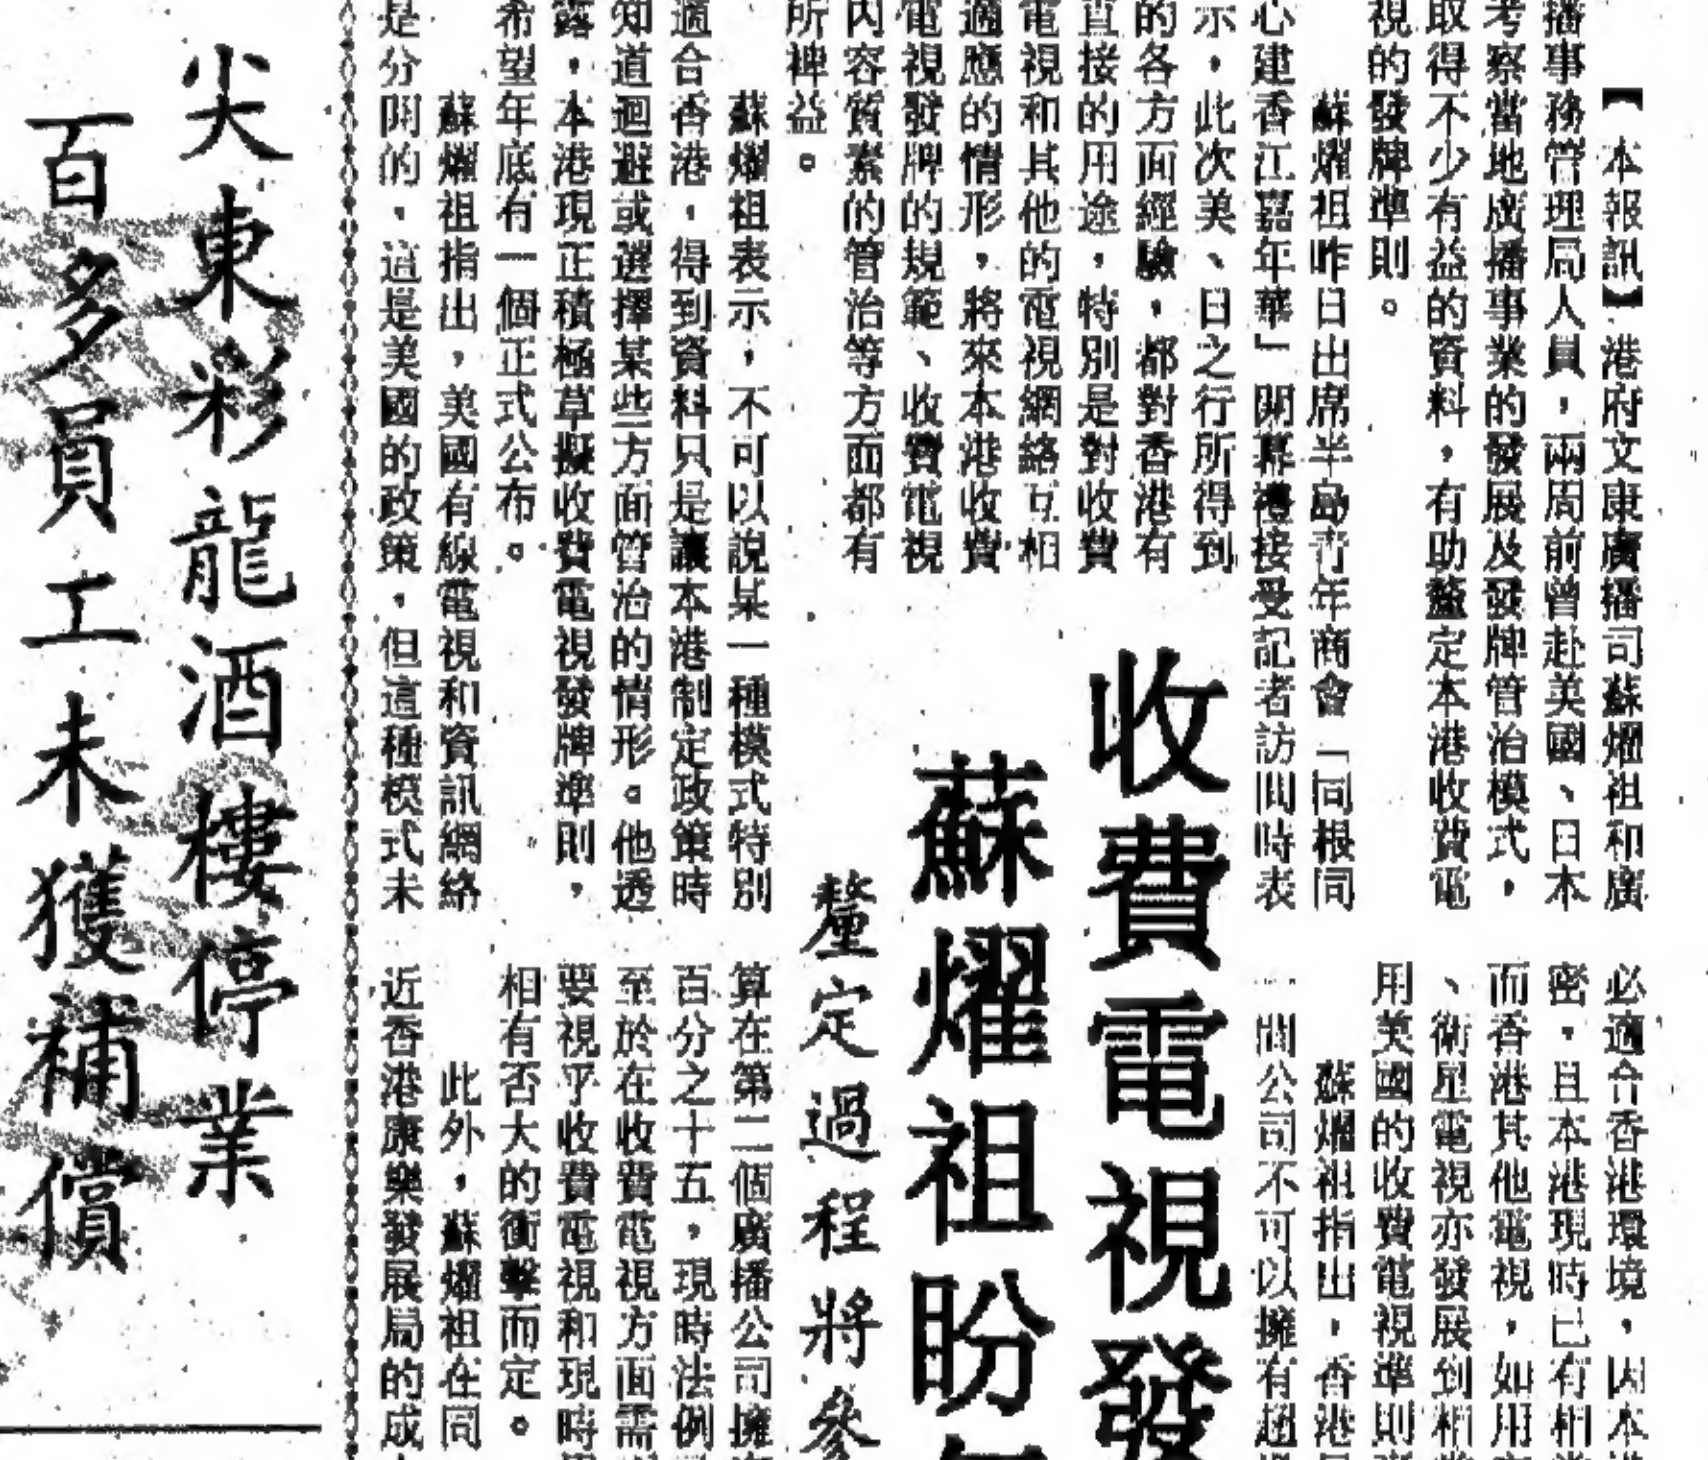 收費電視發
蘇耀祖盼
釐定過程將參
【本報訊】港府文康廣播司蘇燿祖和廣
播事務管理局人員，兩周前曾赴美國、日本
考察當地廣播事業的發展及發牌管治模式，
取得不少有益的資料，有助釐定本港收費電
視的發牌準則。
蘇燿祖昨日出席半島青年商會「同根同
心建香江嘉年華」開幕禮接受記者訪問時表
示，此次美、日之行所得到
的各方面經驗，都對香港有
直接的用途，特別是對收費
電視和其他的電視網絡互相
適應的情形，將來本港收費
電視發牌的規範、收費電視
內容質素的管治等方面都有
所裨益。
蘇燿祖表示，不可以說某一種模式特別
適合香港，得到資料只是讓本港制定政策時
知道迴避或選擇某些方面管治的情形。他透
露，本港現正積極草擬收費電視發牌準則，
希望年底有一個正式公布。
蘇燿祖指出，美國有線電視和資訊網絡
是分開的，這是美國的政策，但這種模式未
必適合香港環境，因本
密，且本港現時已有相
而香港其他電視，如用
、衛星電視亦發展到相
用美國的收費電視準則
蘇燿祖指出，香港
一間公司不可以擁有超
算在第二個廣播公司擁
百分之十五，現時法例
至於在收費電視方面需
要視乎收費電視和現時
相有否大的衝擊而定。
此外，蘇燿祖在同
近香港康樂發展局的成
尖東彩龍酒樓停業
百多員工未獲補償